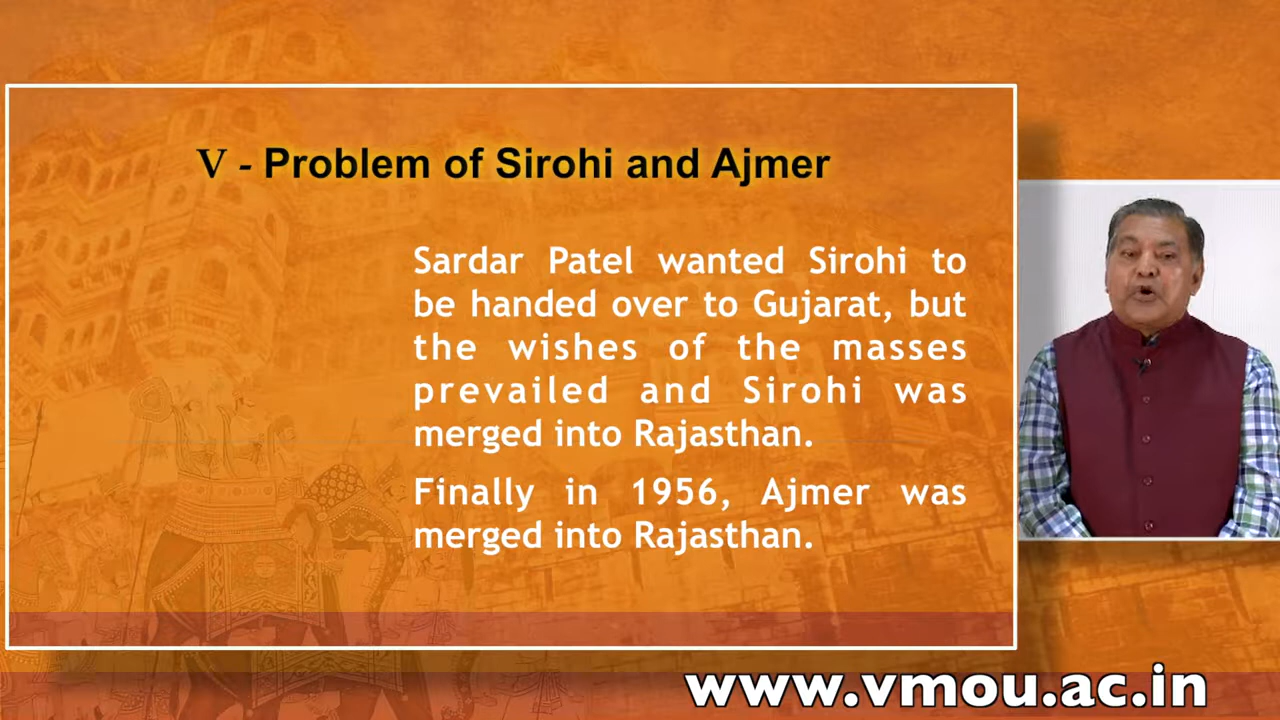 V - Problem of Sirohi and Ajmer
Sardar Patel wanted Sirohi to
be handed over to Gujarat, but
the wishes of the masses
prevailed and Sirohi was
merged into Rajasthan.
Finally in 1956, Ajmer was
merged into Rajasthan.
www.vmou.ac.in